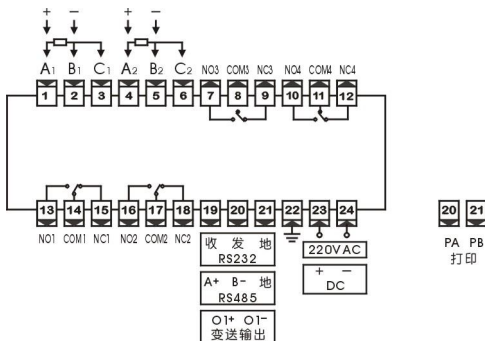 + − + −
A1 B1 C1 A2 B2 C2 NO3 COM3 NC3 NO4 COM4 NC4
1 2 3 4 5 6 7 8 9 10 11 12
13 14 15 16 17 18 19 20 21 22 23 24
NO1 COM1 NC1 NO2 COM2 NC2
收 发 地
RS232
A+ B- 地
RS485
O1+ O1-
变送输出
220VAC
+ −
DC
20 21
PA PB
打印